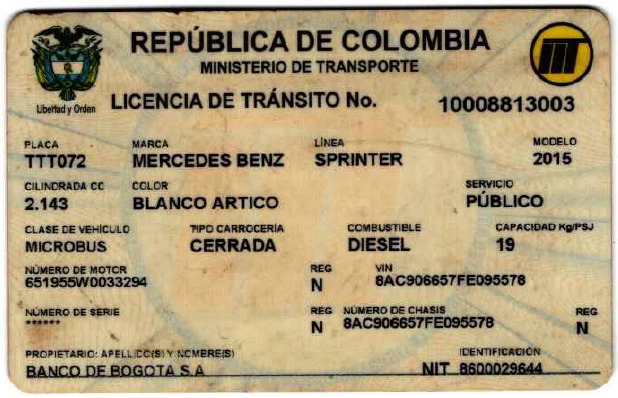 REPÚBLICA DE COLOMBIA
MINISTERIO DE TRANSPORTE
Libertad y Orden
LICENCIA DE TRÁNSITO No. 10008813003
PLACA MARCA LÍNEA MODELO
TTT072 MERCEDES BENZ SPRINTER 2015
CILINDRADA CC COLOR SERVICIO
2.143 BLANCO ARTICO PÚBLICO
CLASE DE VEHÍCULO TIPO CARROCERÍA COMBUSTIBLE CAPACIDAD Kg/PSJ
MICROBUS CERRADA DIESEL 19
NÚMERO DE MOTOR REG VIN
651955W0033294 N 8AC906657FE095578
NÚMERO DE SERIE REG NÚMERO DE CHASIS REG
****** N 8AC906657FE095578 N
PROPIETARIO: APELLIDO(S) Y NOMBRE(S) IDENTIFICACIÓN
BANCO DE BOGOTA S.A NIT 8600029644